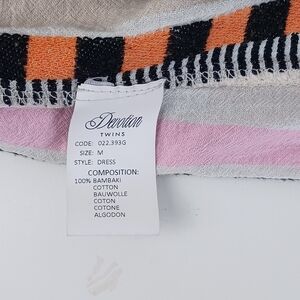 Devotion
TWINS
CODE: 022.393G
SIZE: M
STYLE: DRESS
COMPOSITION:
100% BAMBAKI
COTTON
BAUWOLLE
COTON
COTONE
ALGODON